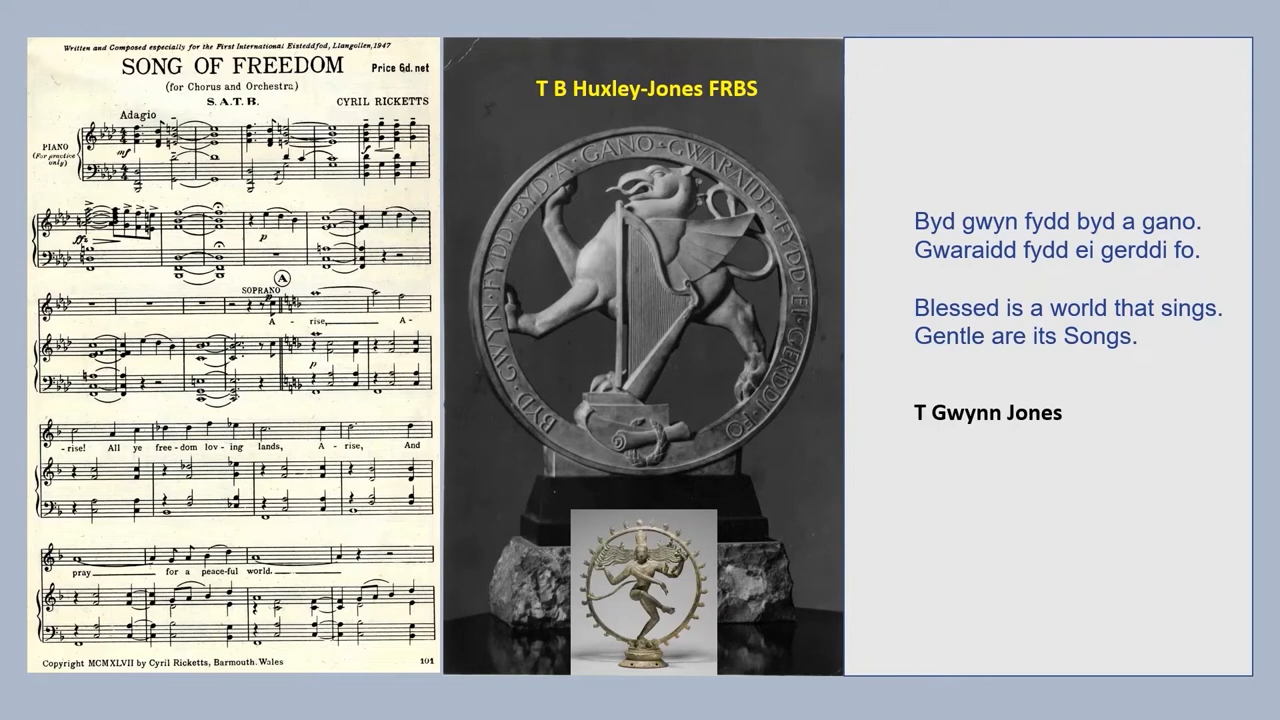 Written and Composed especially for the First International Eisteddfod, Llangollen, 1947
SONG OF FREEDOM
Price 6d. net
(for Chorus and Orchestra)
S. A. T. B.
CYRIL RICKETTS
Adagio
PIANO
(For practice
only)
mf
f
ff
p
A
SOPRANO
A - rise, A-
p
-rise! All ye free-dom lov-ing lands, A-rise, And
pray for a peace-ful world.
Copyright MCMXLVII by Cyril Ricketts, Barmouth. Wales
101
T B Huxley-Jones FRBS
BYD·GWYN·FYDD·BYD·A·GANO·GWARAIDD·FYDD·EI·GERDDI·FO
Byd gwyn fydd byd a gano.
Gwaraidd fydd ei gerddi fo.
Blessed is a world that sings.
Gentle are its Songs.
T Gwynn Jones